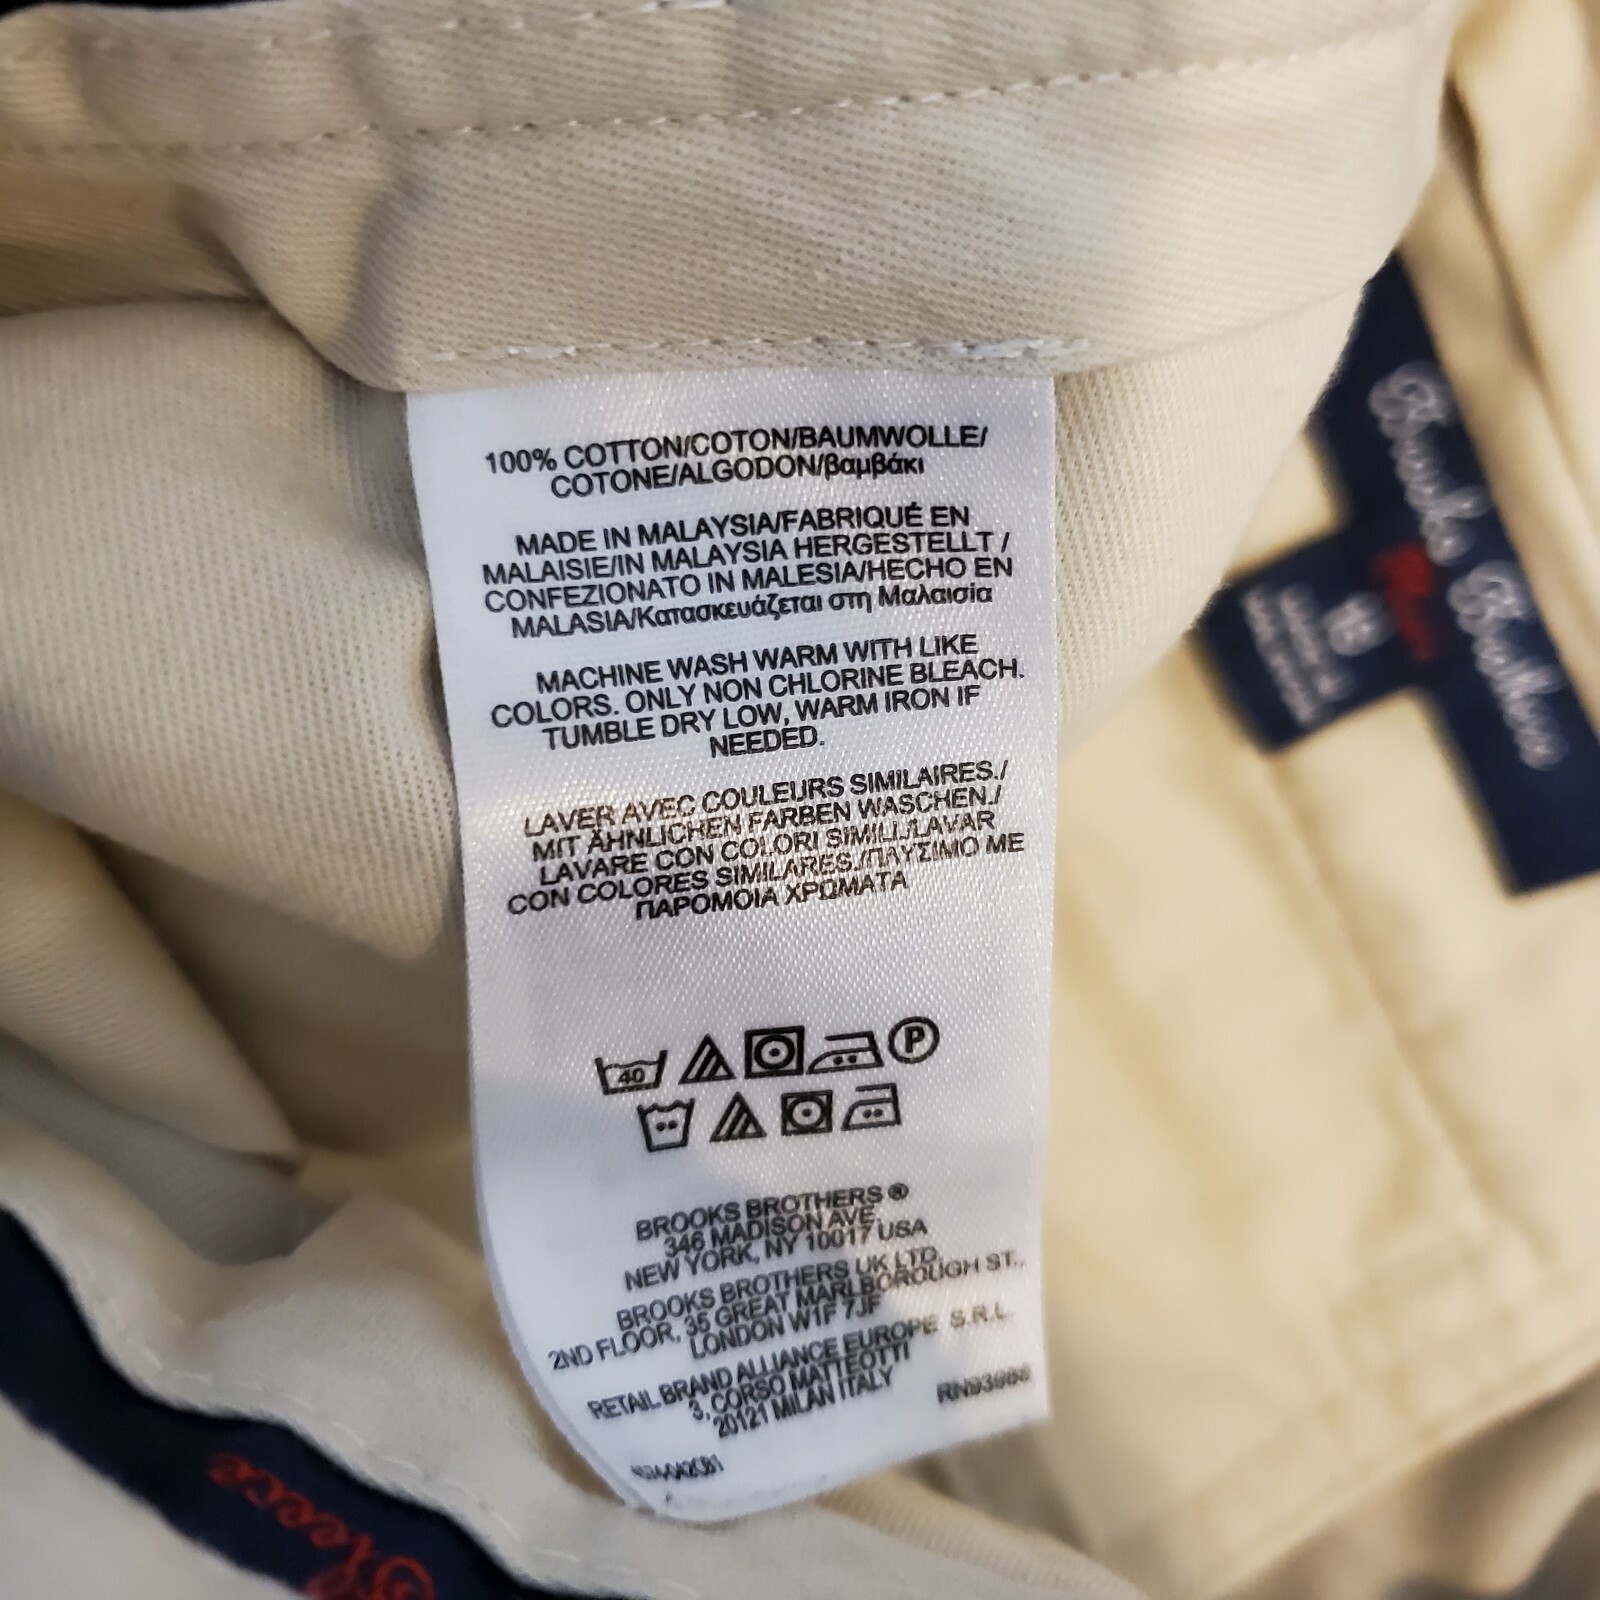 100% COTTON/COTON/BAUMWOLLE/
COTONE/ALGODON/βαμβάκι
MADE IN MALAYSIA/FABRIQUÉ EN
MALAISIE/IN MALAYSIA HERGESTELLT /
CONFEZIONATO IN MALESIA/HECHO EN
MALASIA/Κατασκευάζεται στη Μαλαισία
MACHINE WASH WARM WITH LIKE
COLORS. ONLY NON CHLORINE BLEACH.
TUMBLE DRY LOW, WARM IRON IF
NEEDED.
LAVER AVEC COULEURS SIMILAIRES./
MIT ÄHNLICHEN FARBEN WASCHEN./
LAVARE CON COLORI SIMILI./LAVAR
CON COLORES SIMILARES./ΠΛΥΣΙΜΟ ΜΕ
ΠΑΡΟΜΟΙΑ ΧΡΩΜΑΤΑ
40
P
BROOKS BROTHERS ®
346 MADISON AVE.
NEW YORK, NY 10017 USA
BROOKS BROTHERS UK LTD.
2ND FLOOR, 35 GREAT MARLBOROUGH ST.,
LONDON W1F 7JF
RETAIL BRAND ALLIANCE EUROPE S.R.L.
3, CORSO MATTEOTTI
20121 MILAN ITALY
Brooks Brothers